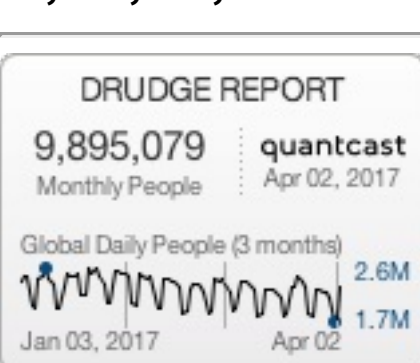 DRUDGE REPORT
9,895,079
Monthly People
quantcast
Apr 02, 2017
Global Daily People (3 months)
2.6M
1.7M
Jan 03, 2017
Apr 02